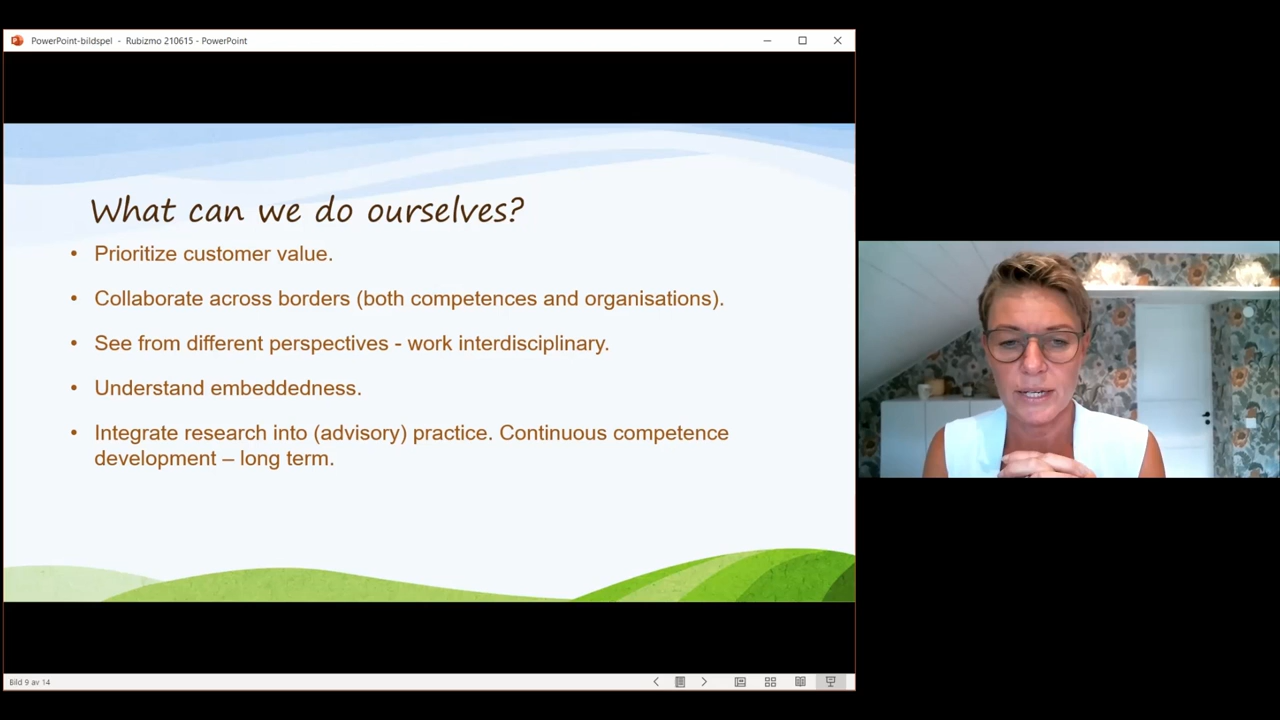 PowerPoint-bildspel - Rubizmo 210615 - PowerPoint
What can we do ourselves?
• Prioritize customer value.
• Collaborate across borders (both competences and organisations).
• See from different perspectives - work interdisciplinary.
• Understand embeddedness.
• Integrate research into (advisory) practice. Continuous competence
development – long term.
Bild 9 av 14